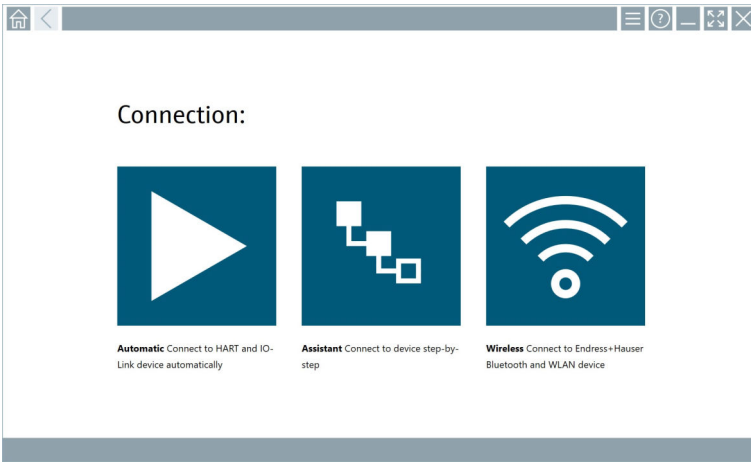 Connection:
Automatic Connect to HART and IO-
Link device automatically
Assistant Connect to device step-by-
step
Wireless Connect to Endress+Hauser
Bluetooth and WLAN device